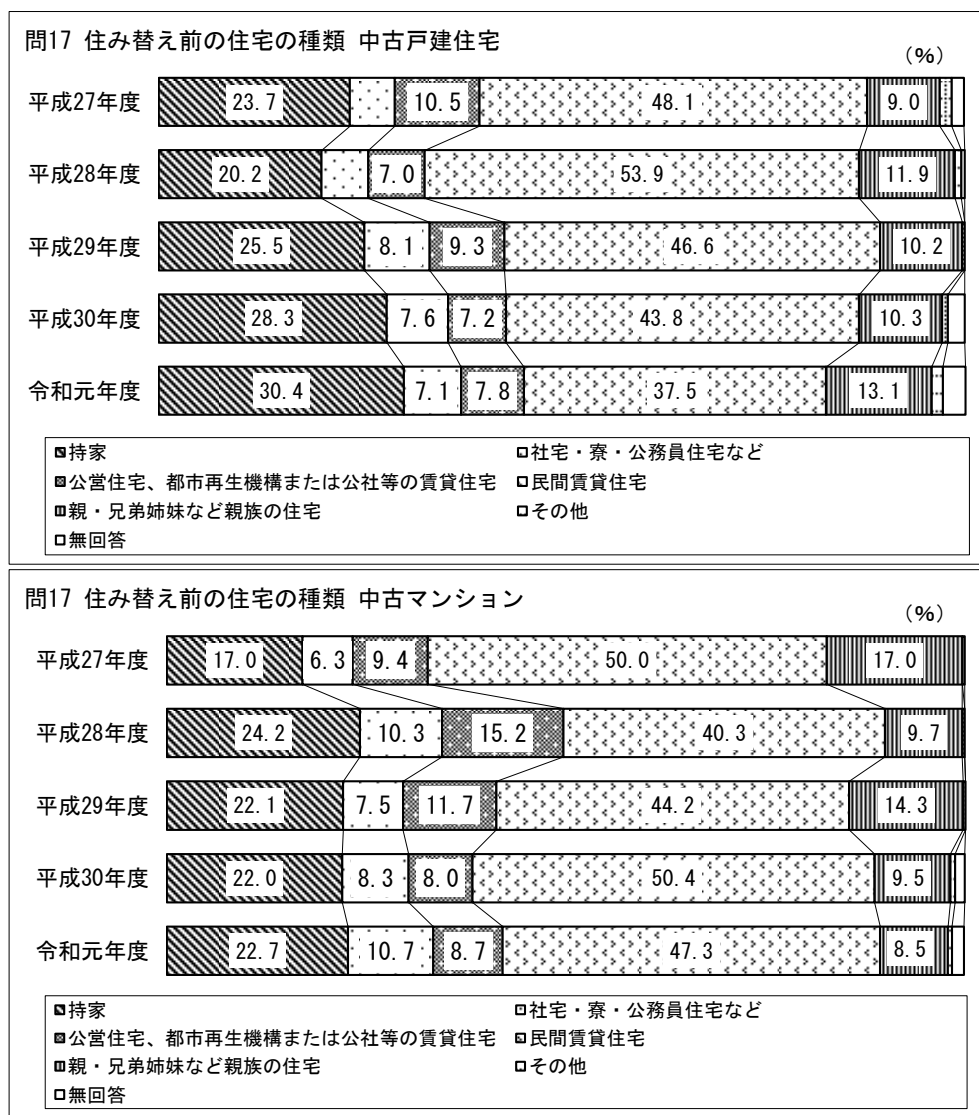 問17 住み替え前の住宅の種類 中古戸建住宅
(%)
平成27年度 23.7 10.5 48.1 9.0
平成28年度 20.2 7.0 53.9 11.9
平成29年度 25.5 8.1 9.3 46.6 10.2
平成30年度 28.3 7.6 7.2 43.8 10.3
令和元年度 30.4 7.1 7.8 37.5 13.1
持家 社宅・寮・公務員住宅など
公営住宅、都市再生機構または公社等の賃貸住宅 民間賃貸住宅
親・兄弟姉妹など親族の住宅 その他
無回答
問17 住み替え前の住宅の種類 中古マンション
(%)
平成27年度 17.0 6.3 9.4 50.0 17.0
平成28年度 24.2 10.3 15.2 40.3 9.7
平成29年度 22.1 7.5 11.7 44.2 14.3
平成30年度 22.0 8.3 8.0 50.4 9.5
令和元年度 22.7 10.7 8.7 47.3 8.5
持家 社宅・寮・公務員住宅など
公営住宅、都市再生機構または公社等の賃貸住宅 民間賃貸住宅
親・兄弟姉妹など親族の住宅 その他
無回答